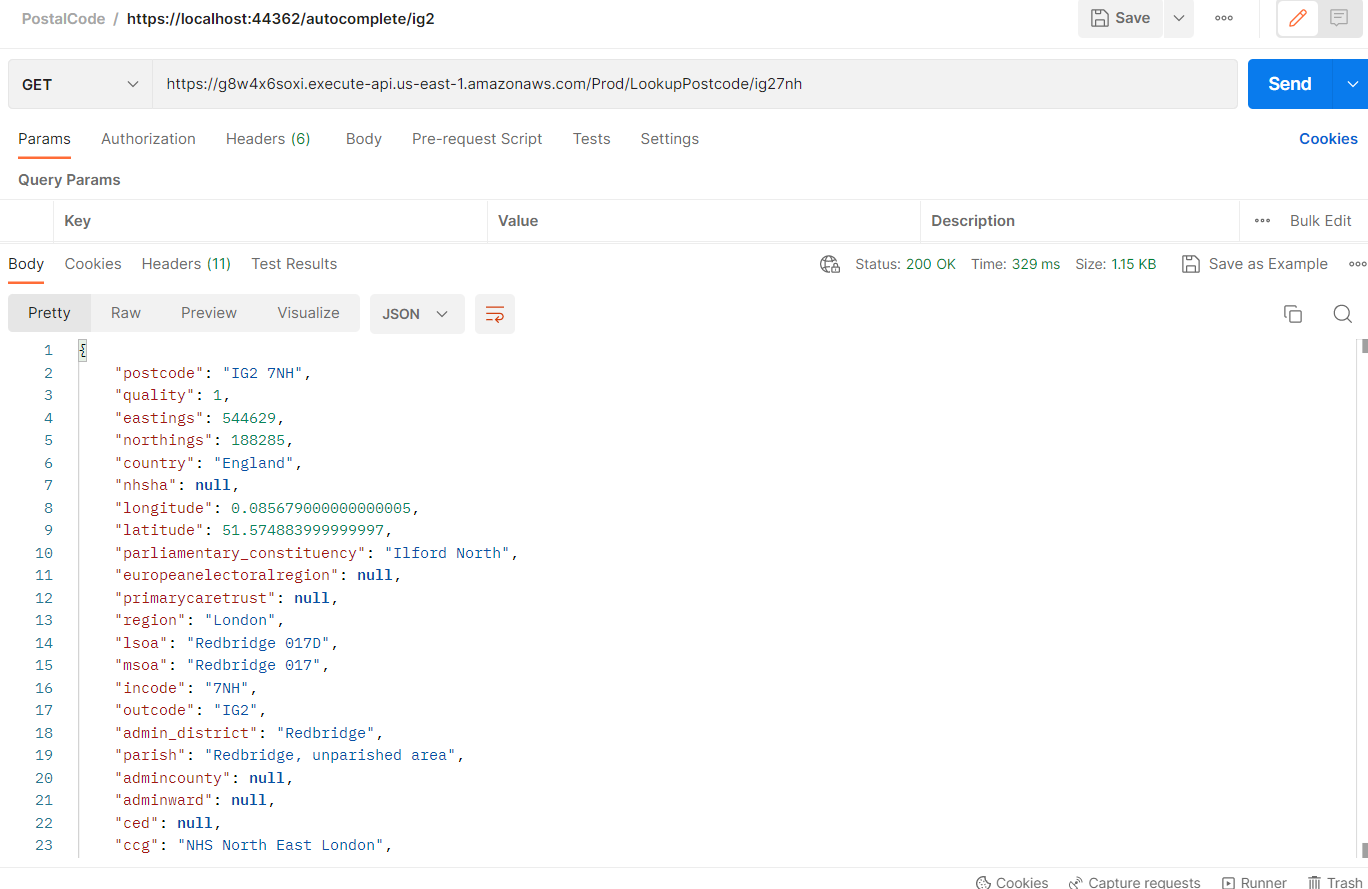 PostalCode / https://localhost:44362/autocomplete/ig2 Save
GET https://g8w4x6soxi.execute-api.us-east-1.amazonaws.com/Prod/LookupPostcode/ig27nh Send
Params Authorization Headers (6) Body Pre-request Script Tests Settings Cookies
Query Params
Key Value Description Bulk Edit
Body Cookies Headers (11) Test Results Status: 200 OK Time: 329 ms Size: 1.15 KB Save as Example
Pretty Raw Preview Visualize JSON
1 {
2 "postcode": "IG2 7NH",
3 "quality": 1,
4 "eastings": 544629,
5 "northings": 188285,
6 "country": "England",
7 "nhsha": null,
8 "longitude": 0.085679000000000005,
9 "latitude": 51.574883999999997,
10 "parliamentary_constituency": "Ilford North",
11 "europeanelectoralregion": null,
12 "primarycaretrust": null,
13 "region": "London",
14 "lsoa": "Redbridge 017D",
15 "msoa": "Redbridge 017",
16 "incode": "7NH",
17 "outcode": "IG2",
18 "admin_district": "Redbridge",
19 "parish": "Redbridge, unparished area",
20 "admincounty": null,
21 "adminward": null,
22 "ced": null,
23 "ccg": "NHS North East London",
Cookies Capture requests Runner Trash